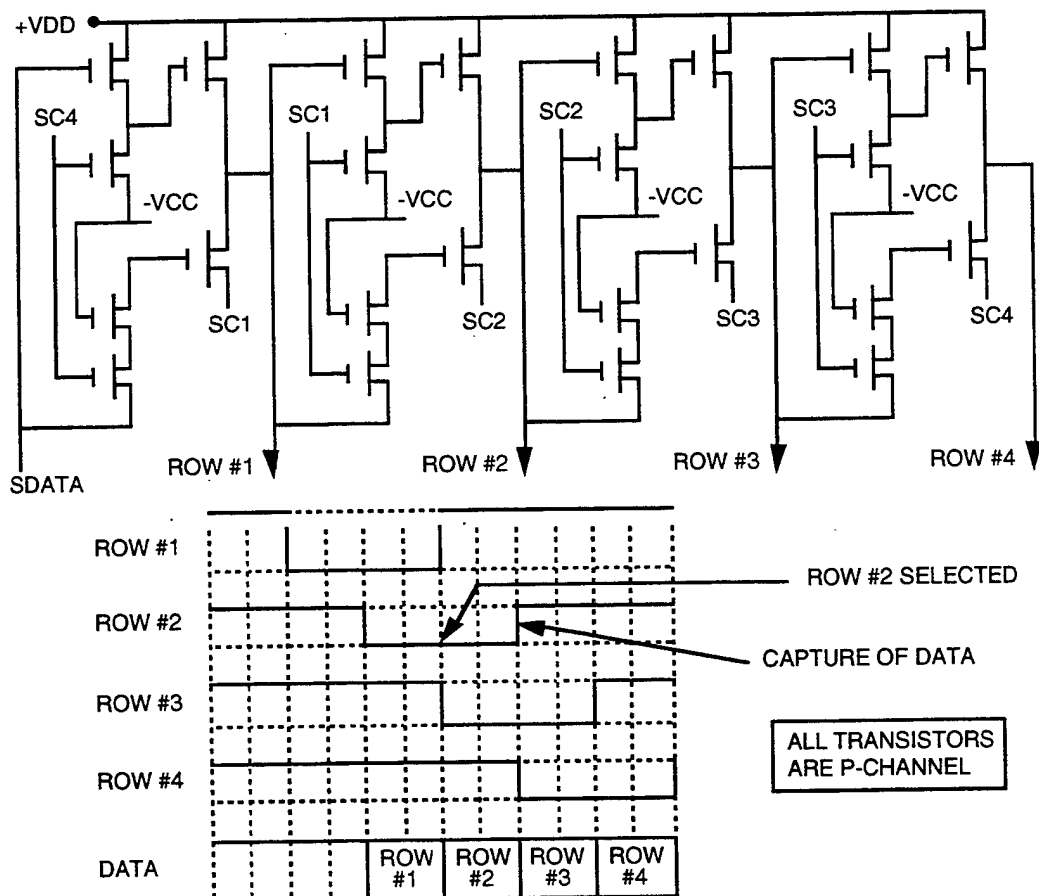 +VDD
SC4
SC1
SC2
SC3
-VCC
-VCC
-VCC
-VCC
SC1
SC2
SC3
SC4
SDATA
ROW #1
ROW #2
ROW #3
ROW #4
ROW #1
ROW #2 SELECTED
ROW #2
CAPTURE OF DATA
ROW #3
ALL TRANSISTORS
ARE P-CHANNEL
ROW #4
DATA
ROW
#1
ROW
#2
ROW
#3
ROW
#4